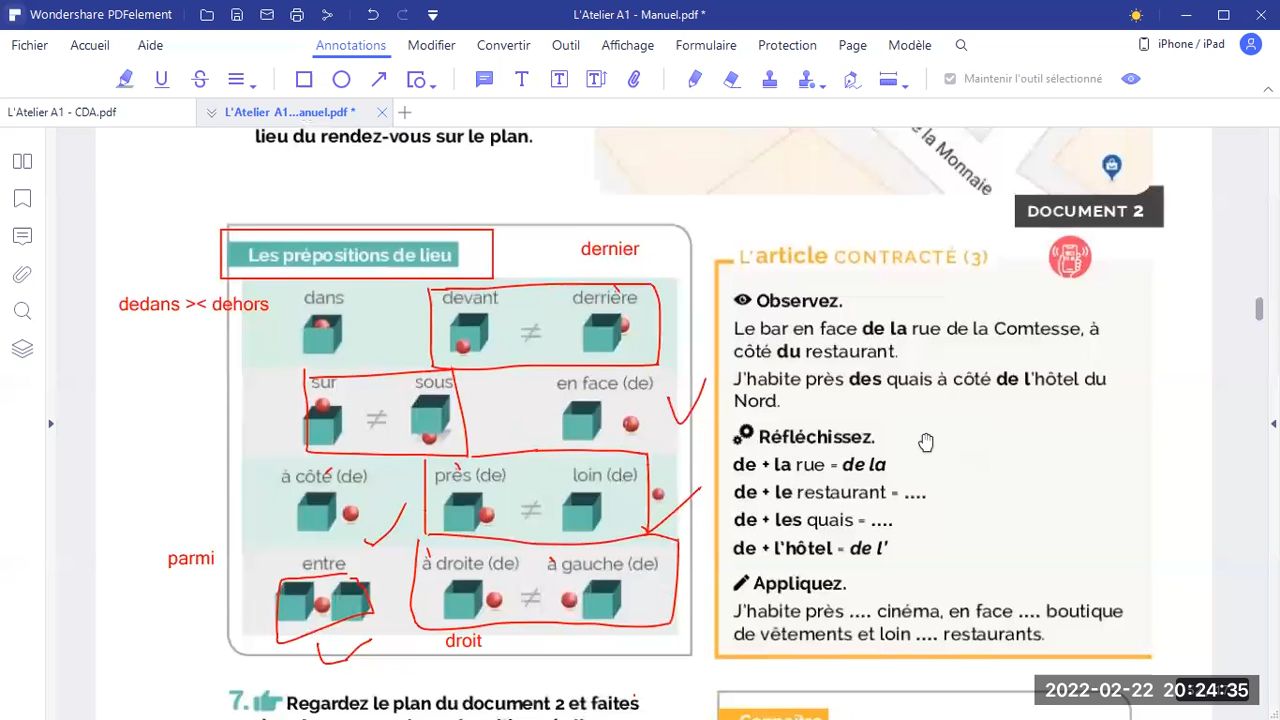 Wondershare PDFelement
L'Atelier A1 - Manuel.pdf *
Fichier Accueil Aide Annotations Modifier Convertir Outil Affichage Formulaire Protection Page Modèle iPhone / iPad
Maintenir l'outil sélectionné
L'Atelier A1 - CDA.pdf
L'Atelier A1...anuel.pdf *
lieu du rendez-vous sur le plan.
de la Monnaie
DOCUMENT 2
Les prépositions de lieu
dernier
dedans >< dehors
dans devant derrière
≠
sur sous en face (de)
≠
à côté (de) près (de) loin (de)
≠
parmi
entre à droite (de) à gauche (de)
≠
droit
L'article CONTRACTÉ (3)
Observez.
Le bar en face de la rue de la Comtesse, à
côté du restaurant.
J'habite près des quais à côté de l'hôtel du
Nord.
Réfléchissez.
de + la rue = de la
de + le restaurant = ....
de + les quais = ....
de + l'hôtel = de l'
Appliquez.
J'habite près .... cinéma, en face .... boutique
de vêtements et loin .... restaurants.
2022-02-22 20:24:35
7. Regardez le plan du document 2 et faites